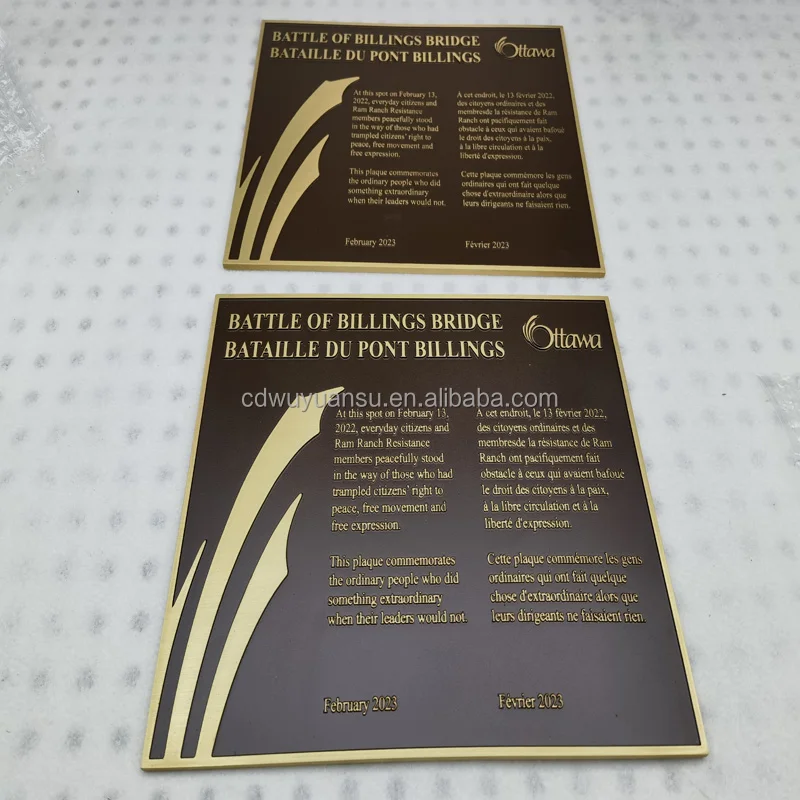 BATTLE OF BILLINGS BRIDGE
BATAILLE DU PONT BILLINGS
Ottawa
At this spot on February 13,
2022, everyday citizens and
Ram Ranch Resistance
members peacefully stood
in the way of those who had
trampled citizens' right to
peace, free movement and
free expression.
This plaque commemorates
the ordinary people who did
something extraordinary
when their leaders would not.
February 2023
À cet endroit, le 13 février 2022,
des citoyens ordinaires et des
membresde la résistance de Ram
Ranch ont pacifiquement fait
obstacle à ceux qui avaient bafoué
le droit des citoyens à la paix,
à la libre circulation et à la
liberté d'expression.
Cette plaque commémore les gens
ordinaires qui ont fait quelque
chose d'extraordinaire alors que
leurs dirigeants ne faisaient rien.
Février 2023
BATTLE OF BILLINGS BRIDGE
BATAILLE DU PONT BILLINGS
Ottawa
cdwuyuansu.en.alibaba.com
At this spot on February 13,
2022, everyday citizens and
Ram Ranch Resistance
members peacefully stood
in the way of those who had
trampled citizens' right to
peace, free movement and
free expression.
This plaque commemorates
the ordinary people who did
something extraordinary
when their leaders would not.
February 2023
À cet endroit, le 13 février 2022,
des citoyens ordinaires et des
membresde la résistance de Ram
Ranch ont pacifiquement fait
obstacle à ceux qui avaient bafoue
le droit des citoyens à la paix,
à la libre circulation et à la
liberté d'expression.
Cette plaque commémore les gens
ordinaires qui ont fait quelque
chose d'extraordinaire alors que
leurs dirigeants ne faisaient rien.
Février 2023